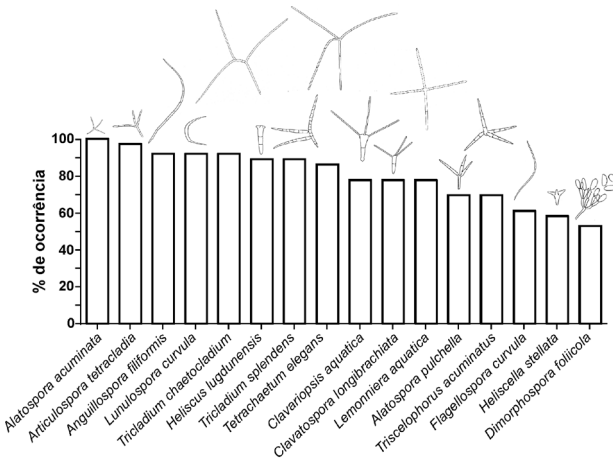 % de ocorrência
100
80
60
40
20
0
Alatospora acuminata
Articulospora tetracladia
Anguillospora filiformis
Lunulospora curvula
Tricladium chaetocladium
Heliscus lugdunensis
Tricladium splendens
Tetrachaetum elegans
Clavariopsis aquatica
Clavatospora longibrachiata
Lemonniera aquatica
Alatospora pulchella
Triscelophorus acuminatus
Flagellospora curvula
Heliscella stellata
Dimorphospora foliicola